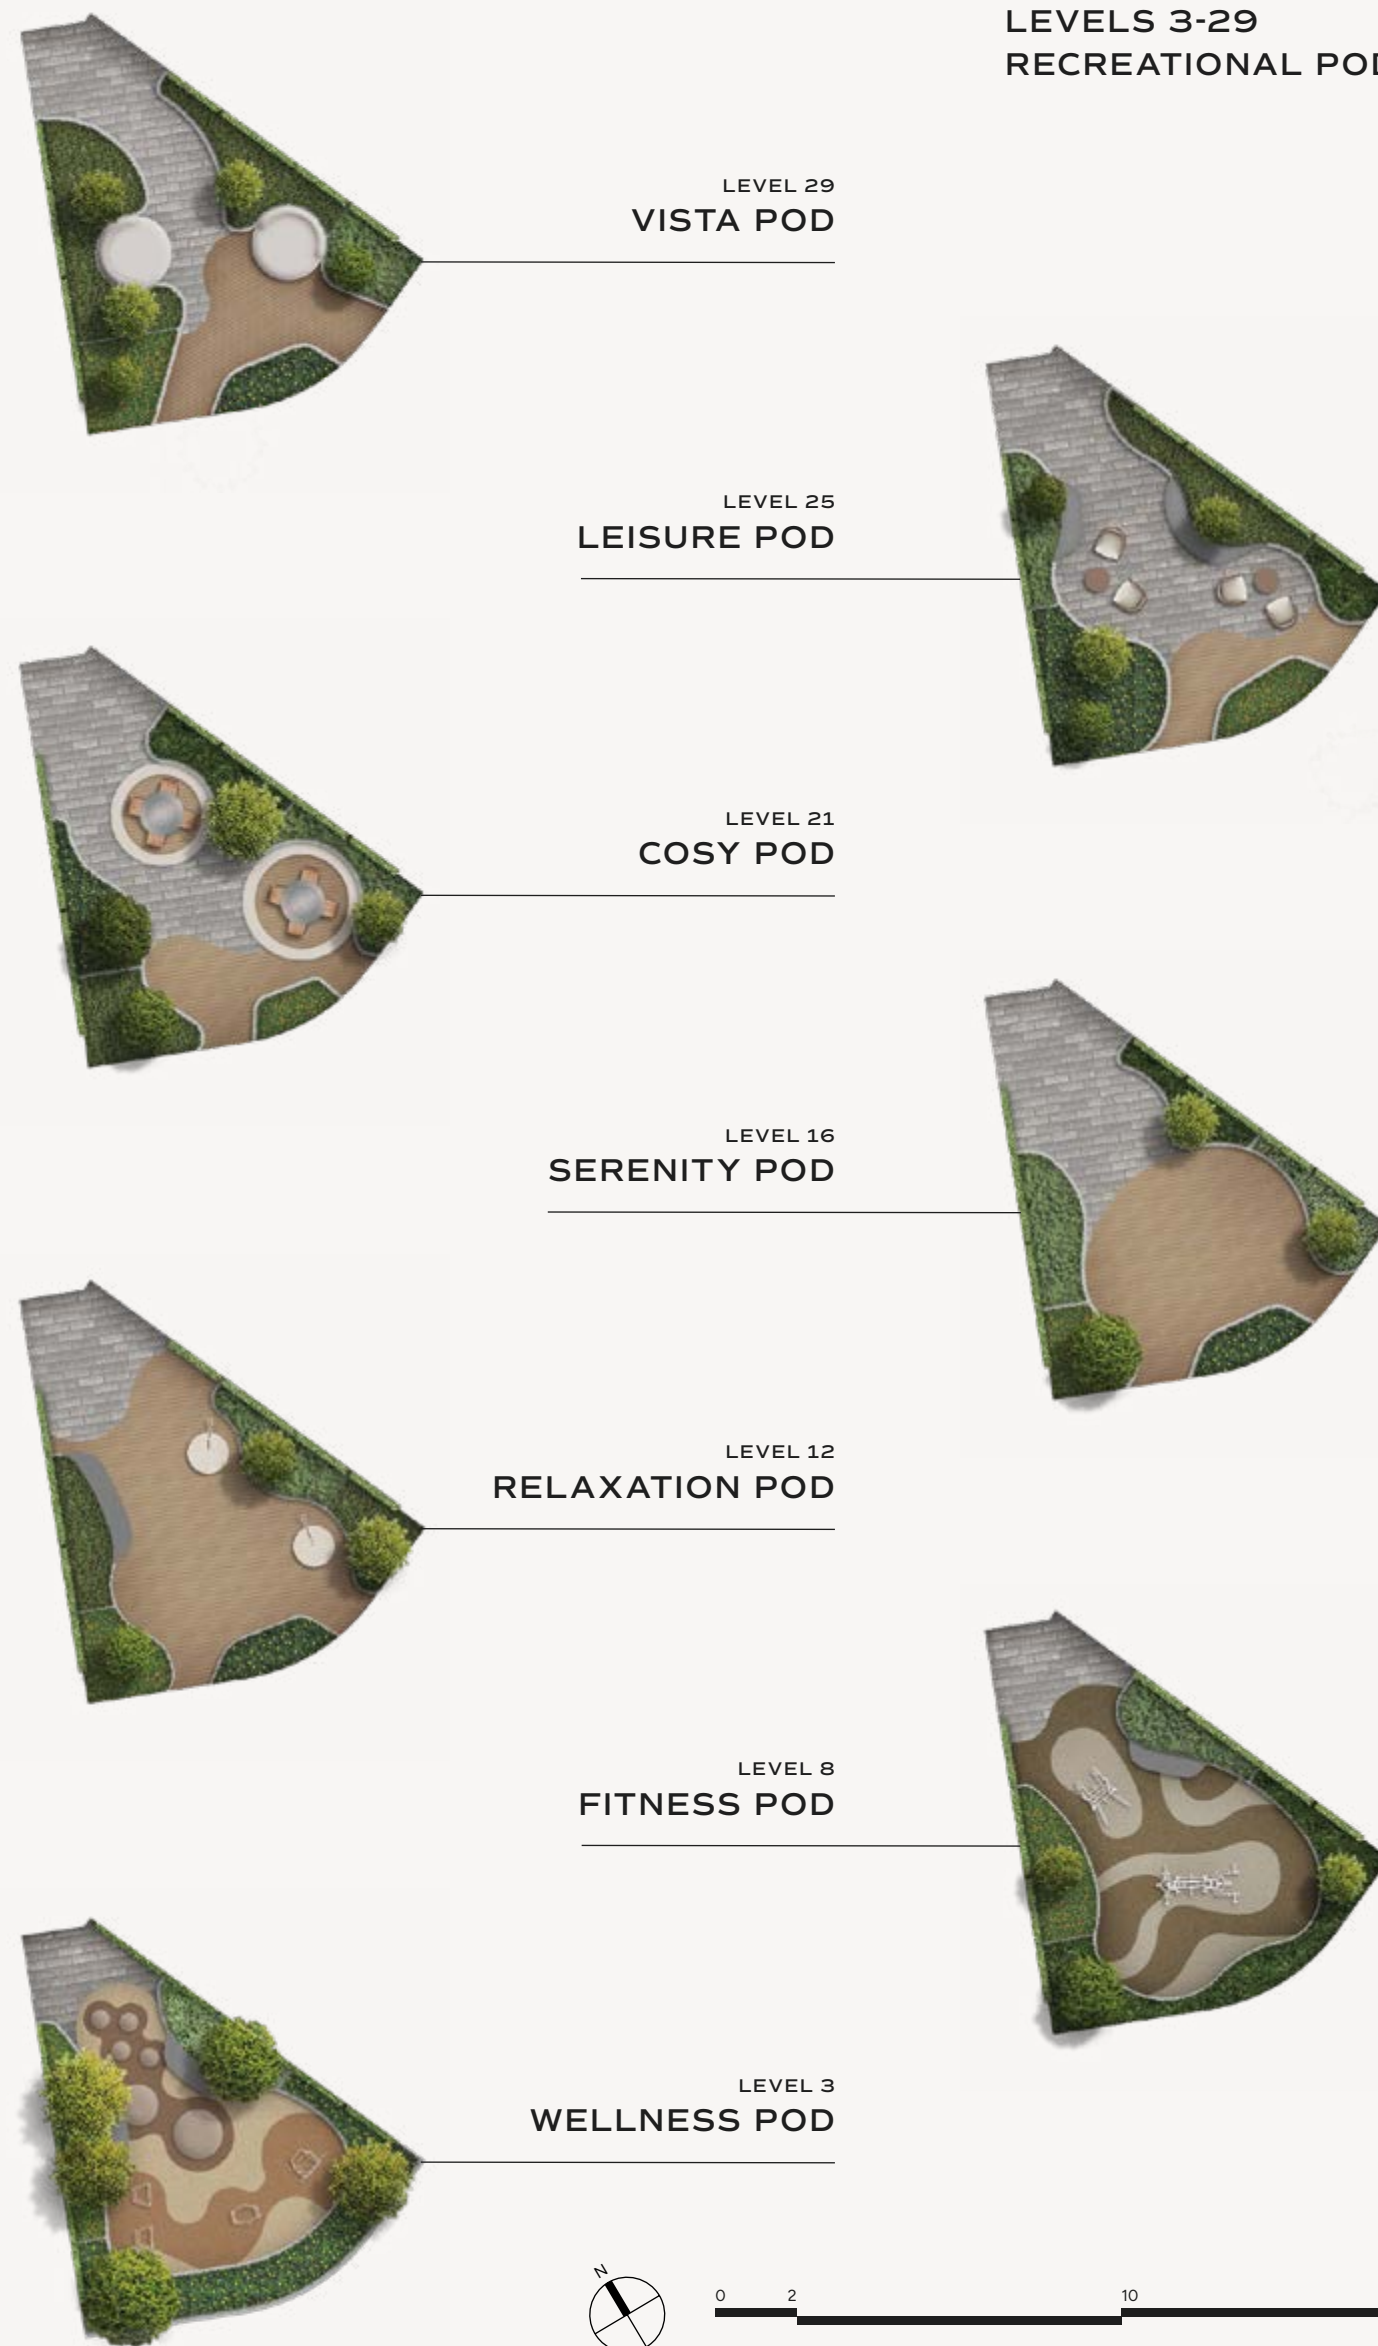 LEVELS 3-29
RECREATIONAL
LEVEL 29
VISTA POD
LEVEL 25
LEISURE POD
LEVEL 21
COSY POD
LEVEL 16
SERENITY POD
LEVEL 12
RELAXATION POD
LEVEL 8
FITNESS POD
LEVEL 3
WELLNESS POD
N
0 2 10